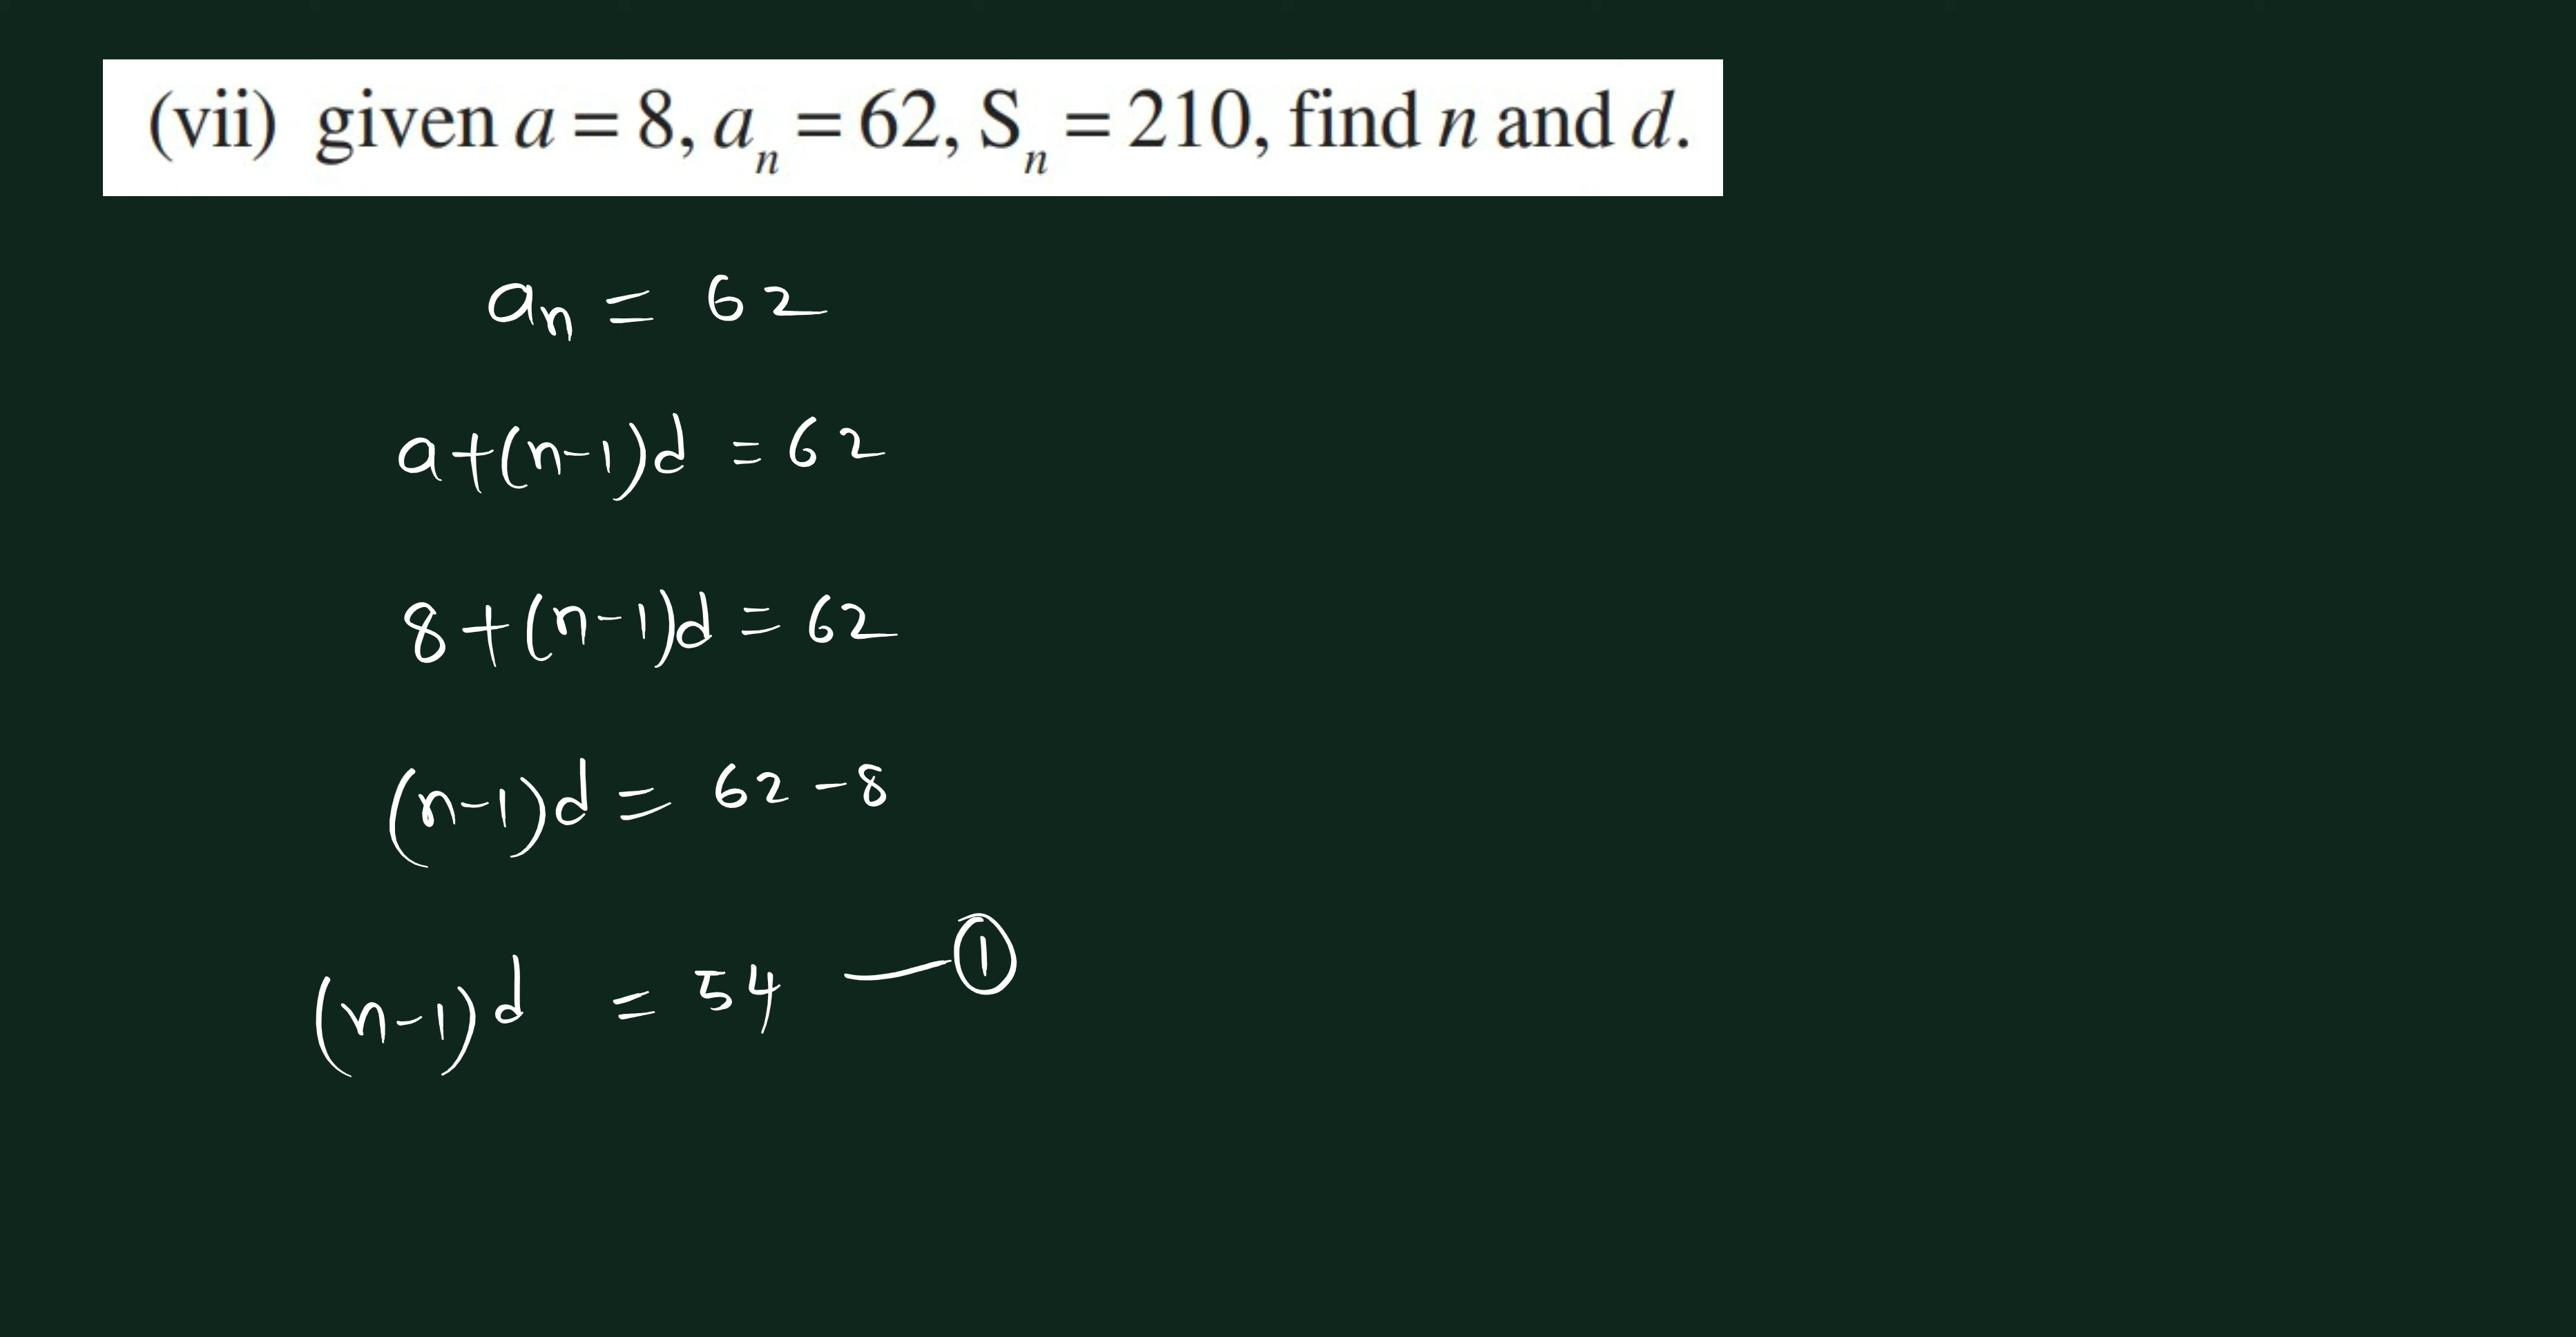 (vii) given a = 8, aₙ = 62, Sₙ = 210, find n and d.
aₙ = 62
a+(n-1)d = 62
8+(n-1)d = 62
(n-1)d = 62 - 8
(n-1)d = 54 — ①